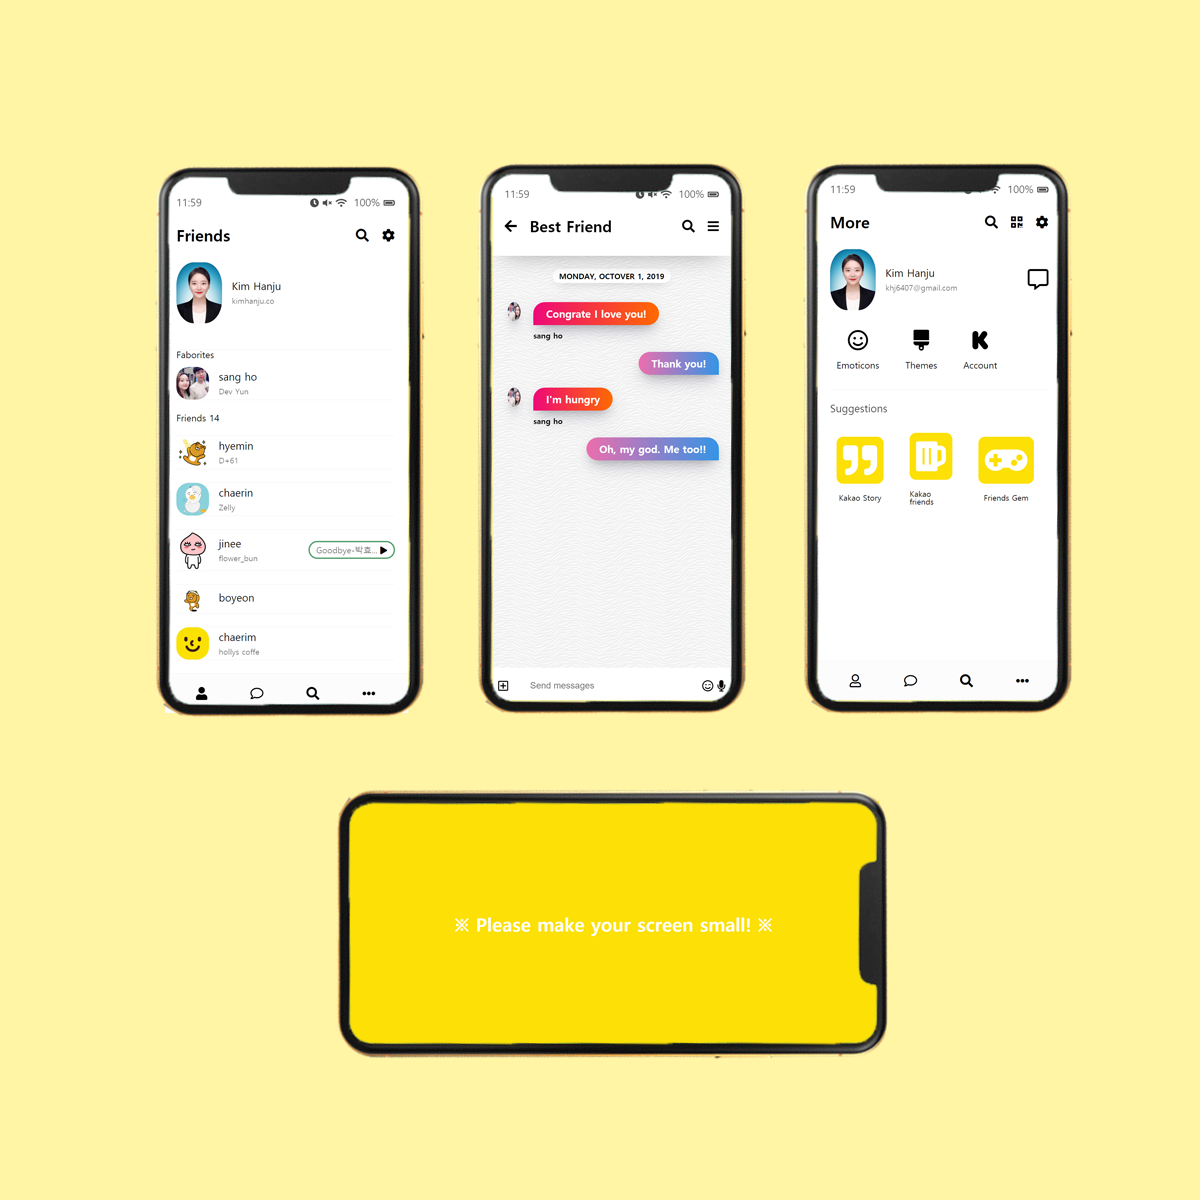 11:59
100%
Friends
Kim Hanju
kimhanju.co
Faborites
sang ho
Dev Yun
Friends 14
hyemin
D+61
chaerin
Zelly
jinee
flower_bun
Goodbye-박효...
boyeon
chaerim
hollys coffe
11:59
100%
Best Friend
MONDAY, OCTOVER 1, 2019
Congrate I love you!
sang ho
Thank you!
I'm hungry
sang ho
Oh, my god. Me too!!
Send messages
11:59
100%
More
Kim Hanju
khj6407@gmail.com
Emoticons
Themes
Account
Suggestions
Kakao Story
Kakao
friends
Friends Gem
※ Please make your screen small! ※